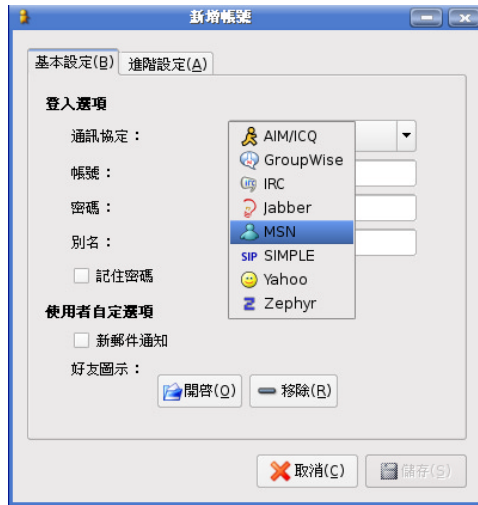 新增帳號
基本設定(B) 進階設定(A)
登入選項
通訊協定：
AIM/ICQ
GroupWise
帳號：
IRC
密碼：
Jabber
MSN
別名：
SIP SIMPLE
記住密碼
Yahoo
使用者自定選項
Zephyr
新郵件通知
好友圖示：
開啓(O) 移除(R)
取消(C) 儲存(S)